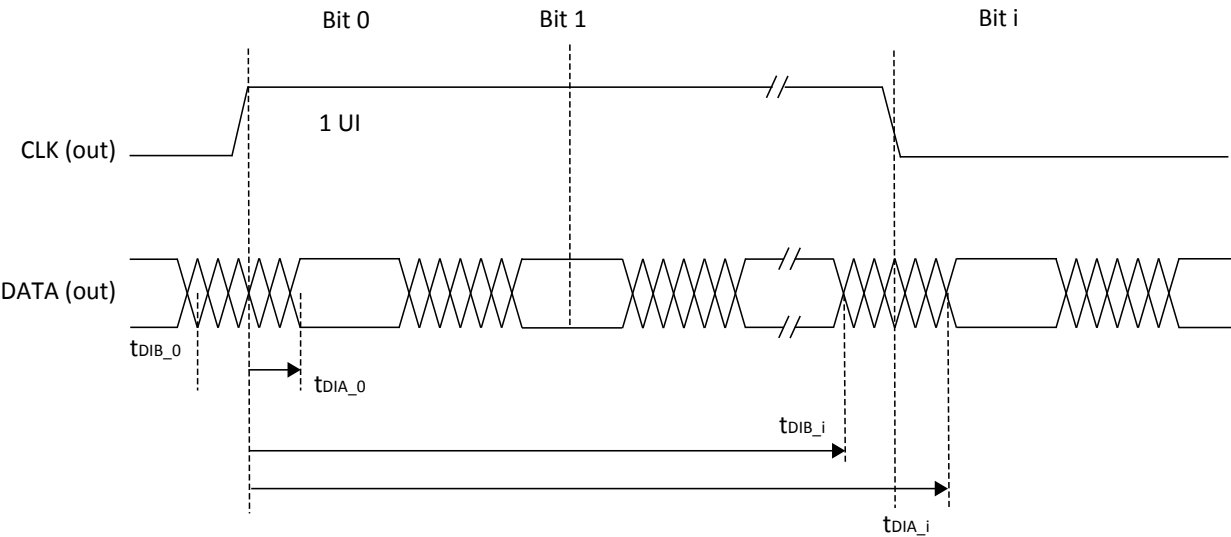 Bit 0
Bit 1
Bit i
1 UI
CLK (out)
DATA (out)
tDIB_0
tDIA_0
tDIB_i
tDIA_i